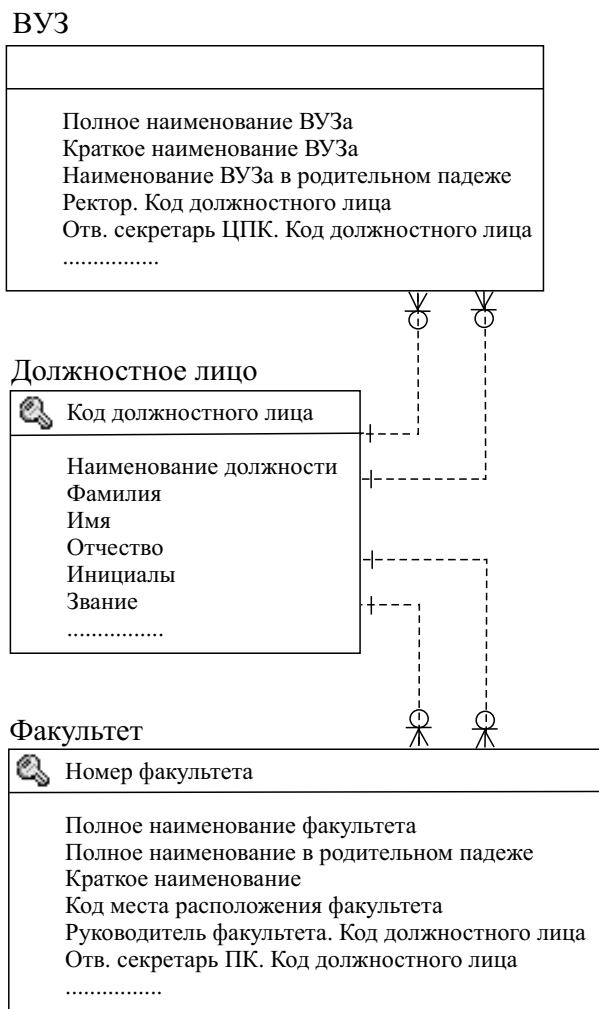 ВУЗ
Полное наименование ВУЗа
Краткое наименование ВУЗа
Наименование ВУЗа в родительном падеже
Ректор. Код должностного лица
Отв. секретарь ЦПК. Код должностного лица
................
Должностное лицо
Код должностного лица
Наименование должности
Фамилия
Имя
Отчество
Инициалы
Звание
................
Факультет
Номер факультета
Полное наименование факультета
Полное наименование в родительном падеже
Краткое наименование
Код места расположения факультета
Руководитель факультета. Код должностного лица
Отв. секретарь ПК. Код должностного лица
................